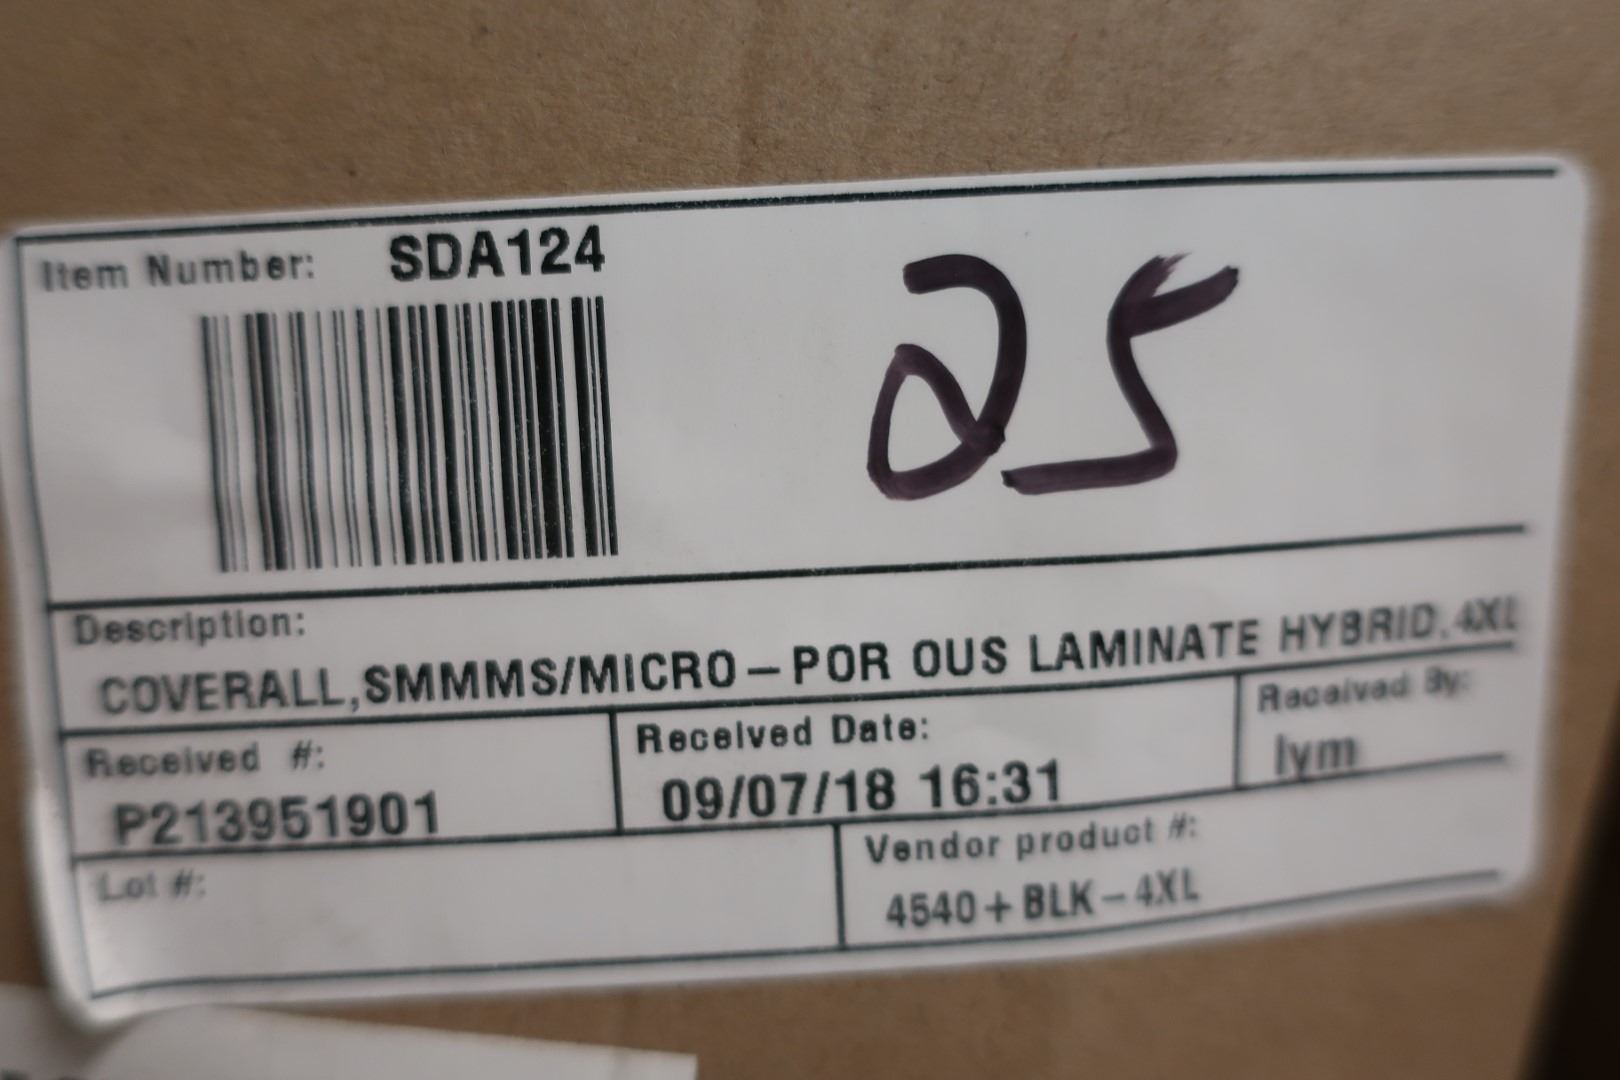 Item Number: SDA124
25
Description:
COVERALL,SMMMS/MICRO-POR OUS LAMINATE HYBRID.4XL
Received #: Received Date: Received By:
P213951901 09/07/18 16:31 lym
Lot #: Vendor product #:
4540+BLK-4XL